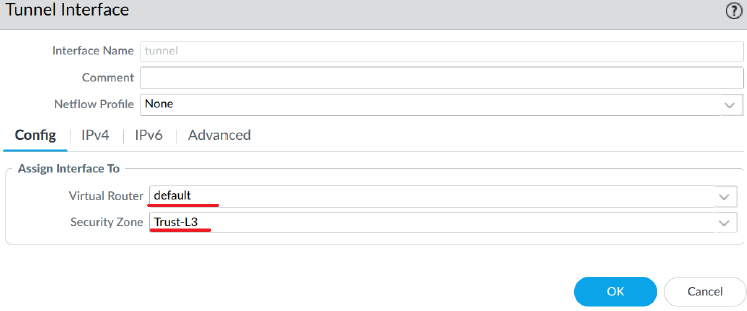 Tunnel Interface
?
Interface Name tunnel
Comment
Netflow Profile None
Config IPv4 IPv6 Advanced
Assign Interface To
Virtual Router default
Security Zone Trust-L3
OK Cancel